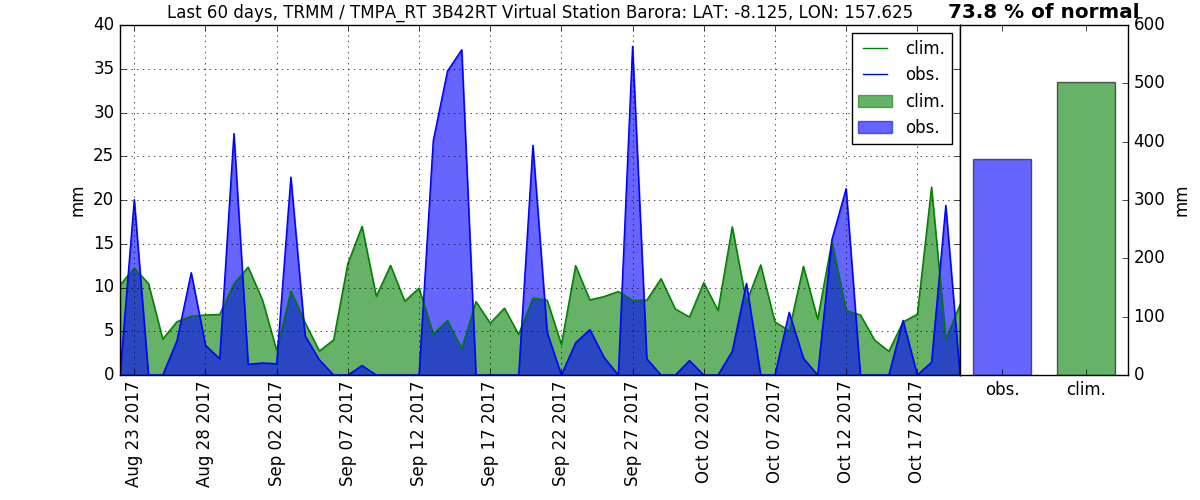 Last 60 days, TRMM / TMPA_RT 3B42RT Virtual Station Barora: LAT: -8.125, LON: 157.625
73.8 % of normal
40
35
30
25
20
15
10
5
0
mm
clim.
obs.
clim.
obs.
600
500
400
300
200
100
0
mm
obs.
clim.
Aug 23 2017
Aug 28 2017
Sep 02 2017
Sep 07 2017
Sep 12 2017
Sep 17 2017
Sep 22 2017
Sep 27 2017
Oct 02 2017
Oct 07 2017
Oct 12 2017
Oct 17 2017